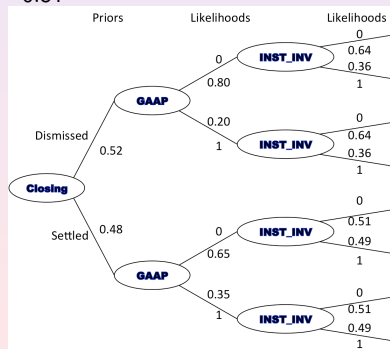 Priors Likelihoods Likelihoods
0
0.64
0 INST_INV 0.36
0.80 1
GAAP
0.20 0
Dismissed 1 INST_INV 0.64
0.52 0.36
1
Closing
0
0.48 0.51
Settled 0 INST_INV 0.49
0.65 1
GAAP
0.35 0
1 INST_INV 0.51
0.49
1